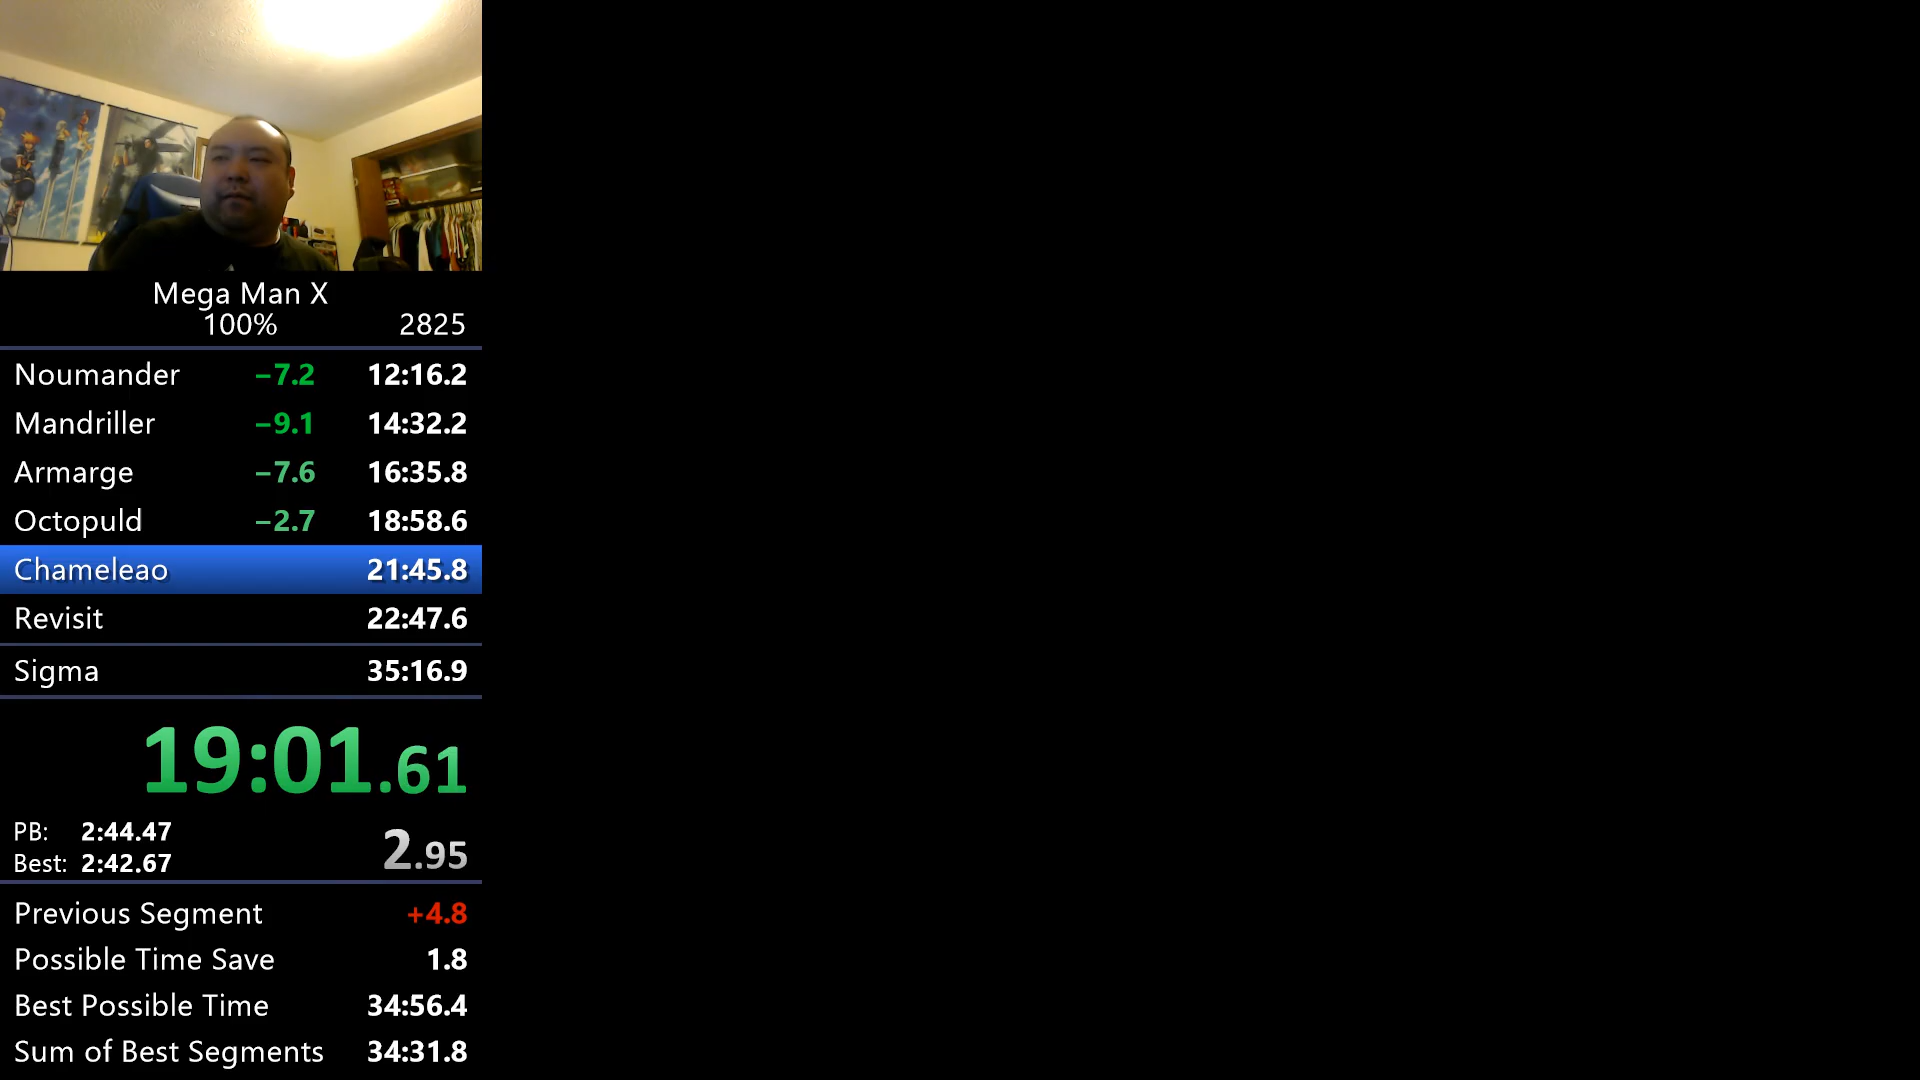 Mega Man X
100% 2825
Noumander −7.2 12:16.2
Mandriller −9.1 14:32.2
Armarge −7.6 16:35.8
Octopuld −2.7 18:58.6
Chameleao 21:45.8
Revisit 22:47.6
Sigma 35:16.9
19:01.61
PB: 2:44.47 2.95
Best: 2:42.67
Previous Segment +4.8
Possible Time Save 1.8
Best Possible Time 34:56.4
Sum of Best Segments 34:31.8